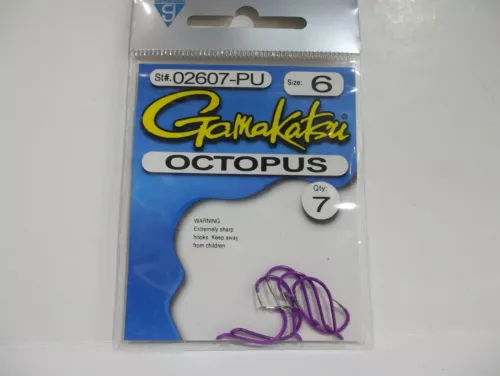 St#. 02607-PU
Size: 6
Gamakatsu®
OCTOPUS
Qty:
7
WARNING
Extremely sharp
hooks. Keep away
from children